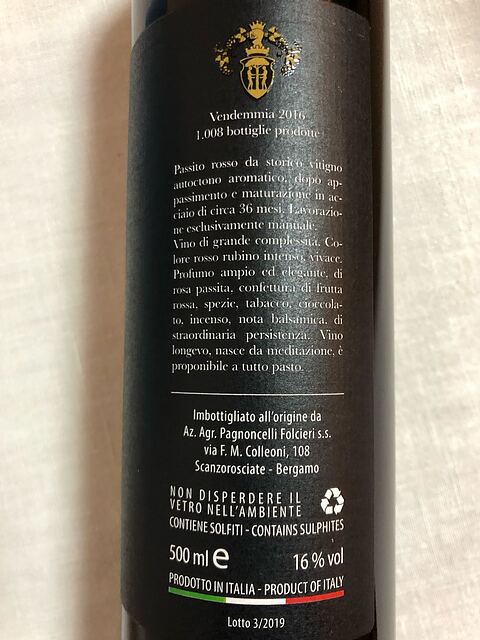 Vendemmia 2016
1.008 bottiglie prodotte
Passito rosso da storico vitigno
autoctono aromatico, dopo ap-
passimento e maturazione in ac-
ciaio di circa 36 mesi. Lavorazio-
ne esclusivamente manuale.
Vino di grande complessità. Co-
lore rosso rubino intenso, vivace.
Profumo ampio ed elegante, di
rosa passita, confettura di frutta
rossa, spezie, tabacco, cioccola-
to, incenso, nota balsamica, di
straordinaria persistenza. Vino
longevo, nasce da meditazione, è
proponibile a tutto pasto.
Imbottigliato all'origine da
Az. Agr. Pagnoncelli Folcieri s.s.
via F. M. Colleoni, 108
Scanzorosciate - Bergamo
NON DISPERDERE IL
VETRO NELL'AMBIENTE
CONTIENE SOLFITI - CONTAINS SULPHITES
500 ml e 16 % vol
PRODOTTO IN ITALIA - PRODUCT OF ITALY
Lotto 3/2019